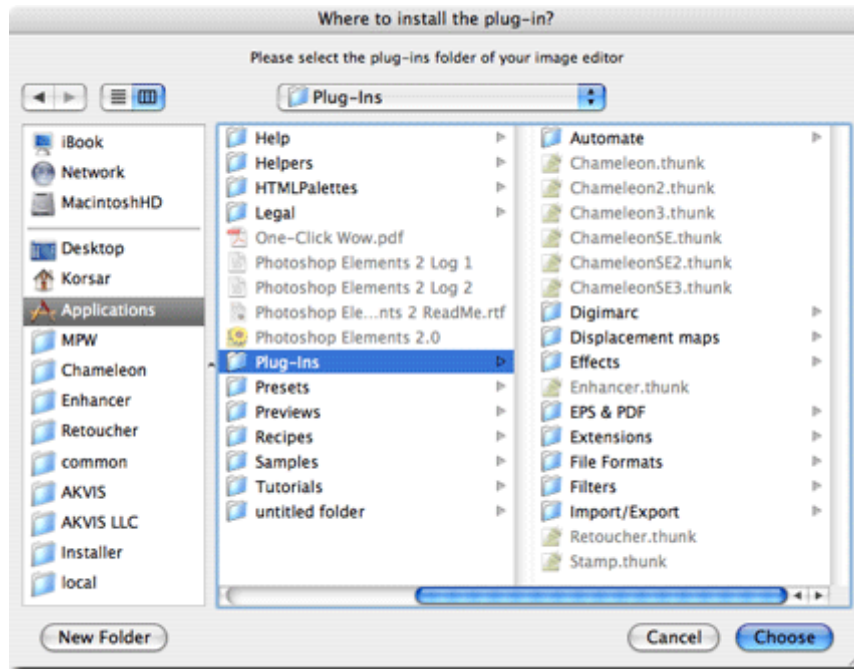 Where to install the plug-in?
Please select the plug-ins folder of your image editor
Plug-Ins
iBook
Network
MacintoshHD
Desktop
Korsar
Applications
MPW
Chameleon
Enhancer
Retoucher
common
AKVIS
AKVIS LLC
Installer
local
Help
Helpers
HTMLPalettes
Legal
One-Click Wow.pdf
Photoshop Elements 2 Log 1
Photoshop Elements 2 Log 2
Photoshop Ele...nts 2 ReadMe.rtf
Photoshop Elements 2.0
Plug-Ins
Presets
Previews
Recipes
Samples
Tutorials
untitled folder
Automate
Chameleon.thunk
Chameleon2.thunk
Chameleon3.thunk
ChameleonSE.thunk
ChameleonSE2.thunk
ChameleonSE3.thunk
Digimarc
Displacement maps
Effects
Enhancer.thunk
EPS & PDF
Extensions
File Formats
Filters
Import/Export
Retoucher.thunk
Stamp.thunk
New Folder
Cancel
Choose